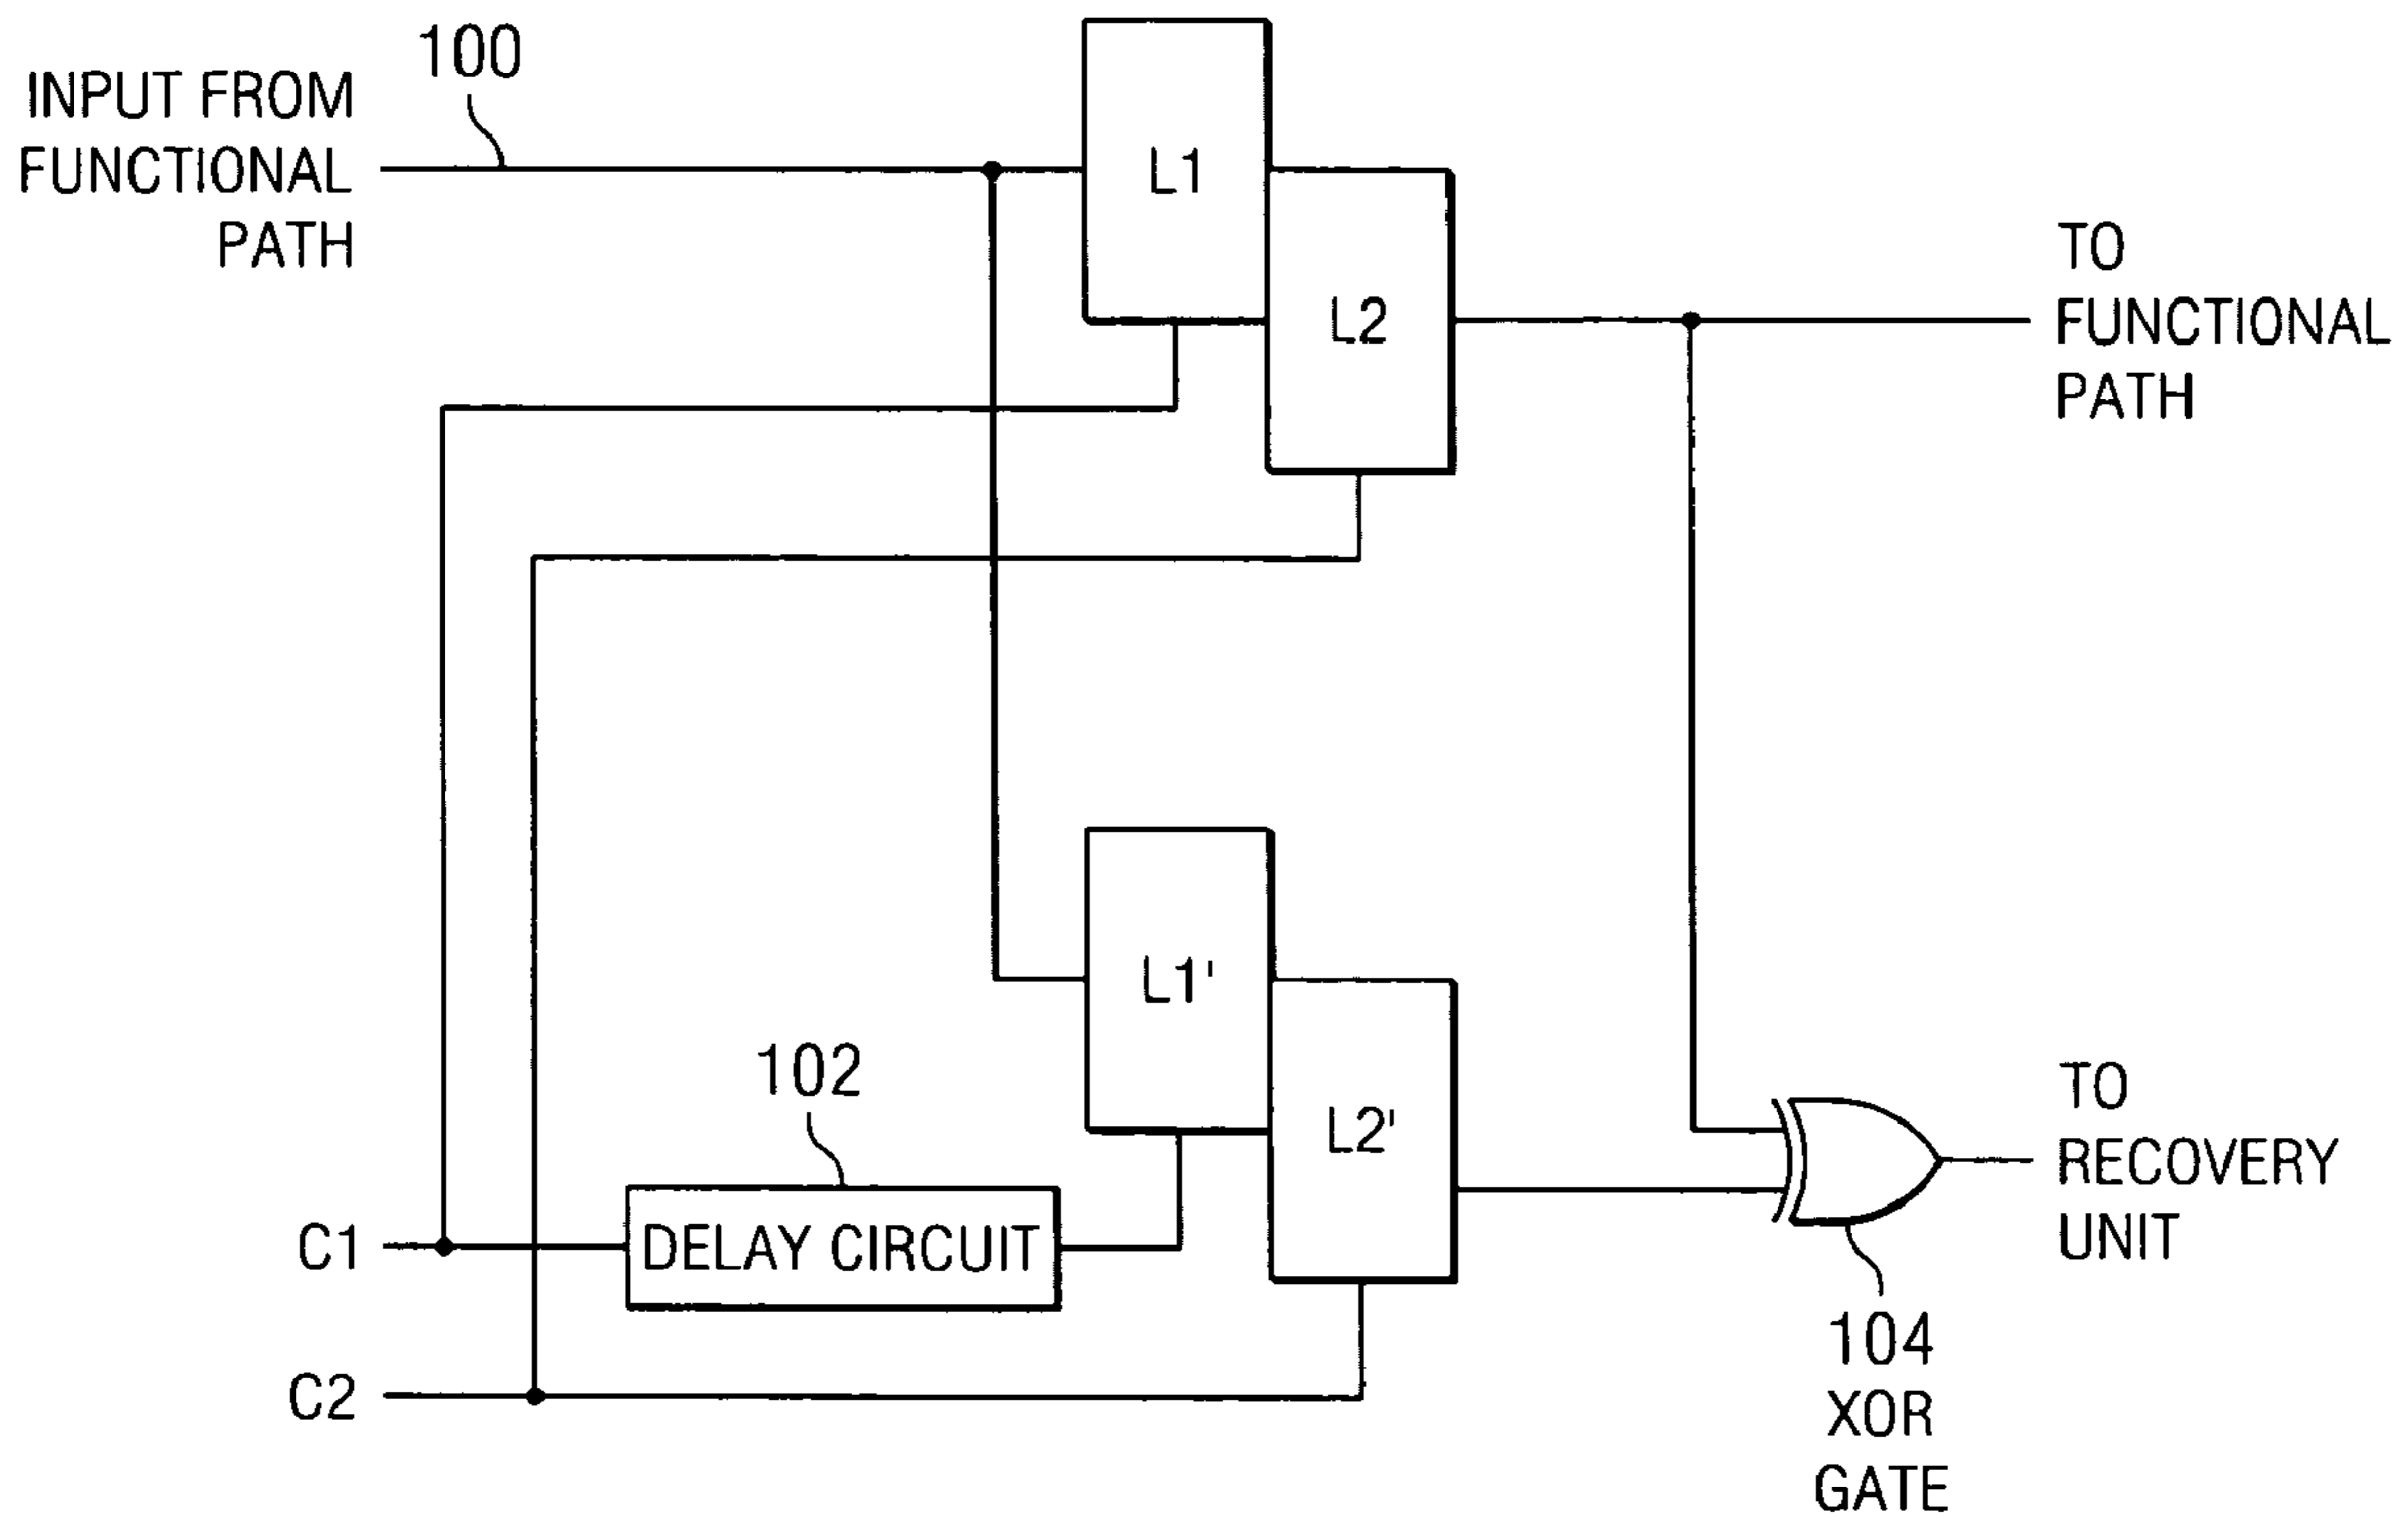 100
INPUT FROM
FUNCTIONAL
PATH
L1
L2
TO
FUNCTIONAL
PATH
L1'
L2'
102
DELAY CIRCUIT
C1
C2
TO
RECOVERY
UNIT
104
XOR
GATE